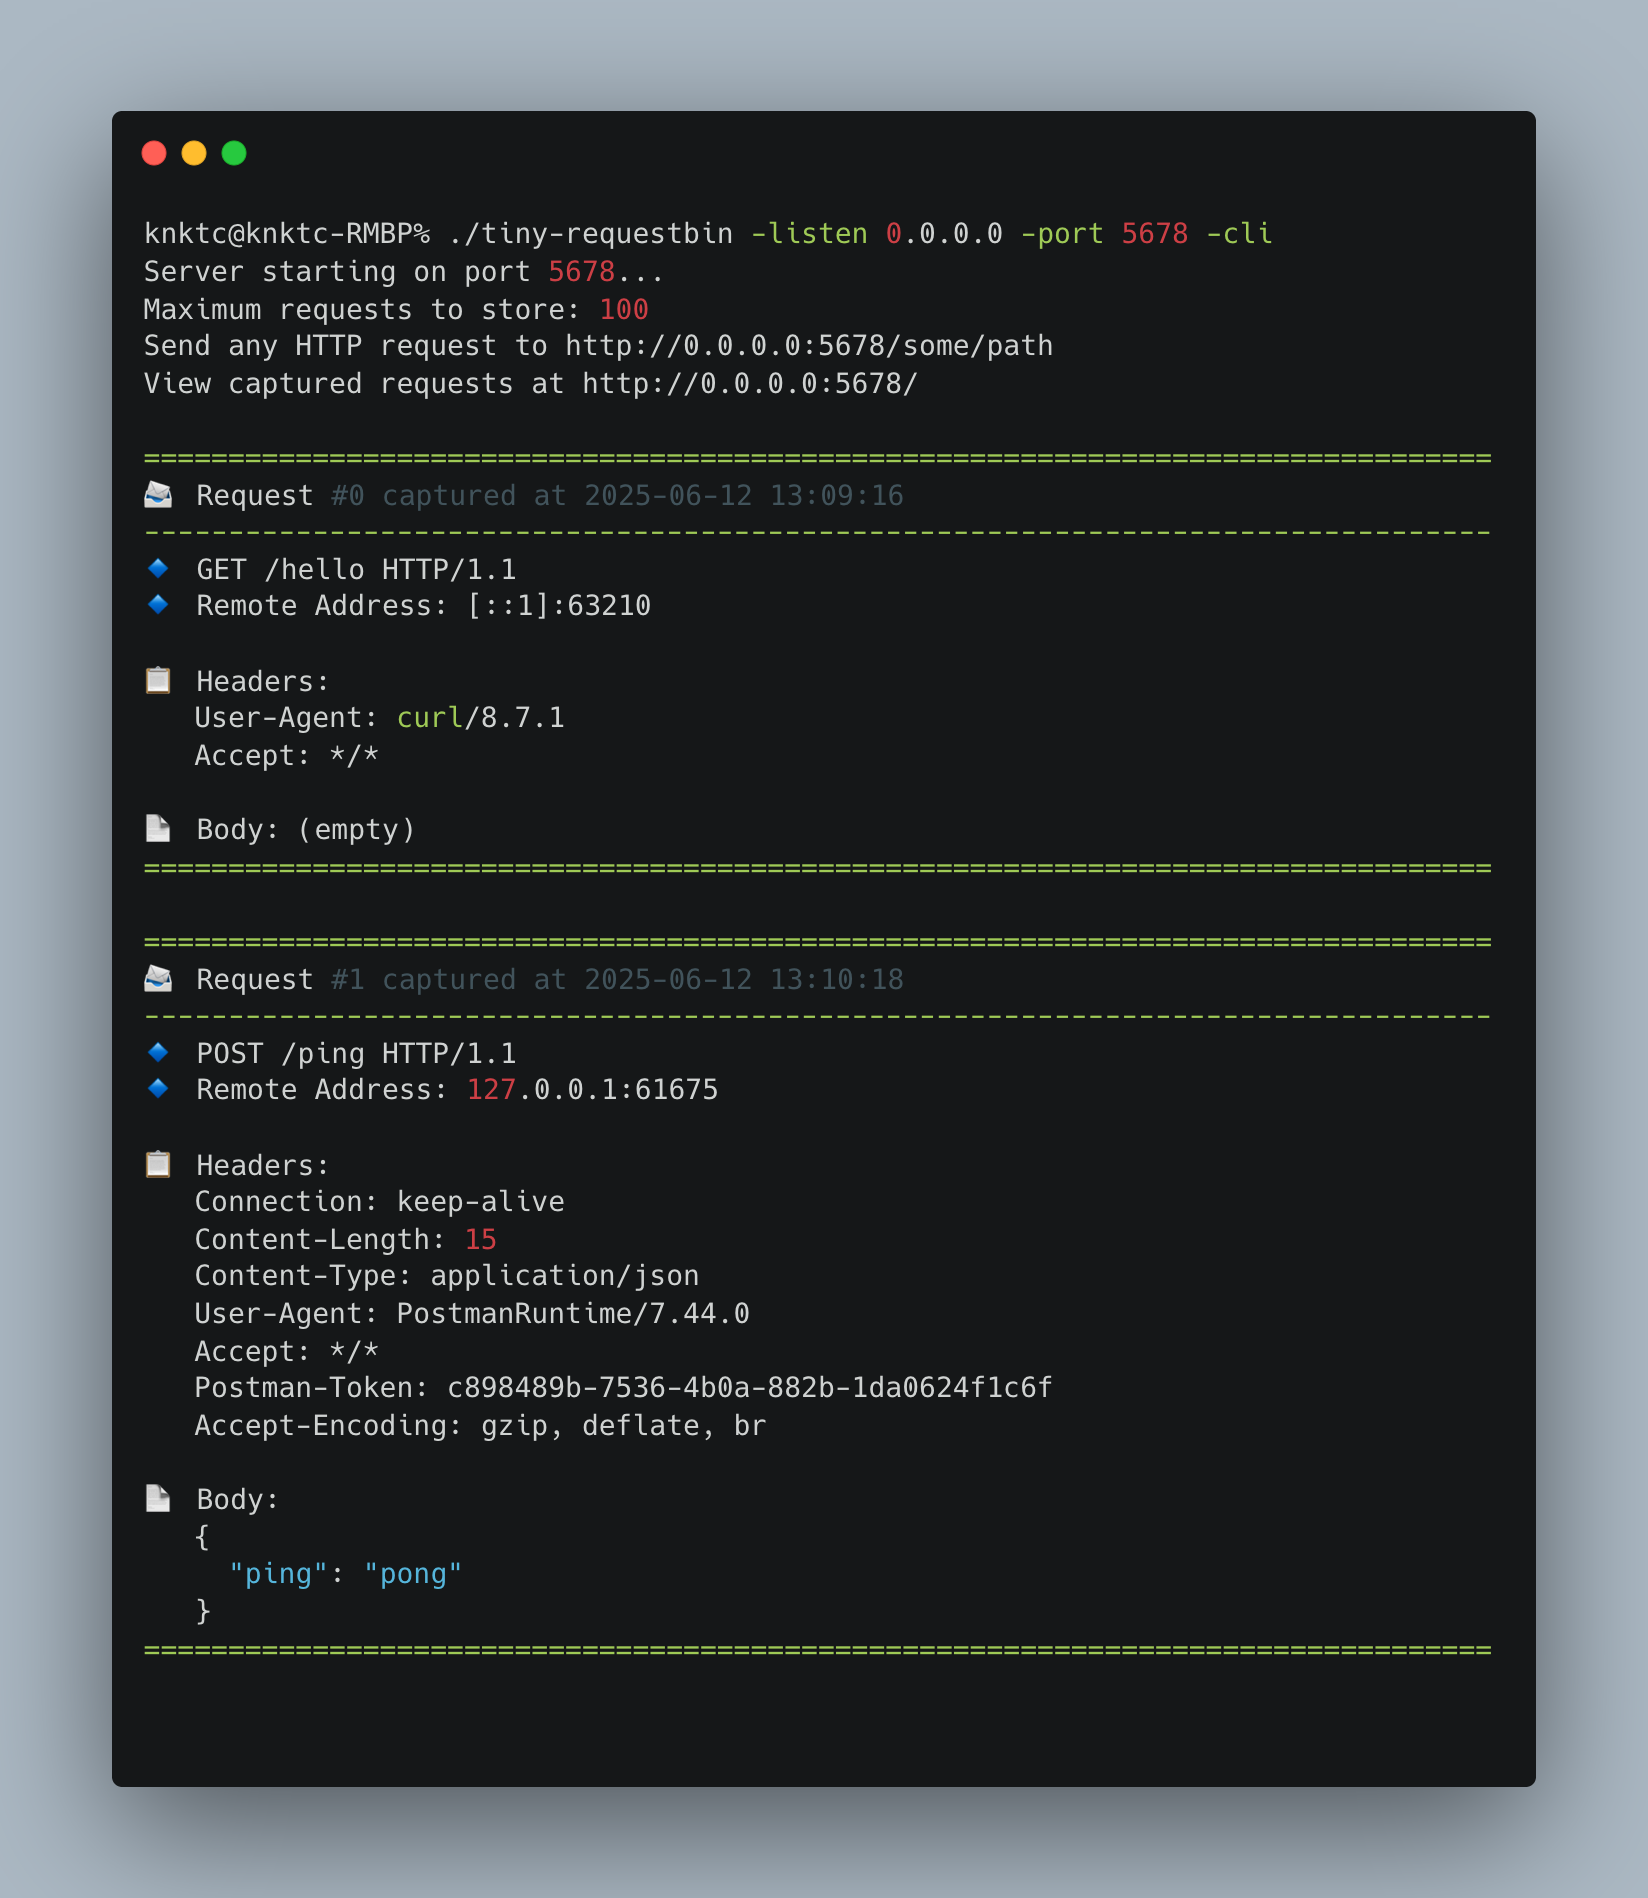 knktc@knktc-RMBP% ./tiny-requestbin -listen 0.0.0.0 -port 5678 -cli
Server starting on port 5678...
Maximum requests to store: 100
Send any HTTP request to http://0.0.0.0:5678/some/path
View captured requests at http://0.0.0.0:5678/
================================================================================
📨 Request #0 captured at 2025-06-12 13:09:16
--------------------------------------------------------------------------------
🔹 GET /hello HTTP/1.1
🔹 Remote Address: [::1]:63210
📋 Headers:
User-Agent: curl/8.7.1
Accept: */*
📄 Body: (empty)
================================================================================
================================================================================
📨 Request #1 captured at 2025-06-12 13:10:18
--------------------------------------------------------------------------------
🔹 POST /ping HTTP/1.1
🔹 Remote Address: 127.0.0.1:61675
📋 Headers:
Connection: keep-alive
Content-Length: 15
Content-Type: application/json
User-Agent: PostmanRuntime/7.44.0
Accept: */*
Postman-Token: c898489b-7536-4b0a-882b-1da0624f1c6f
Accept-Encoding: gzip, deflate, br
📄 Body:
{
"ping": "pong"
}
================================================================================